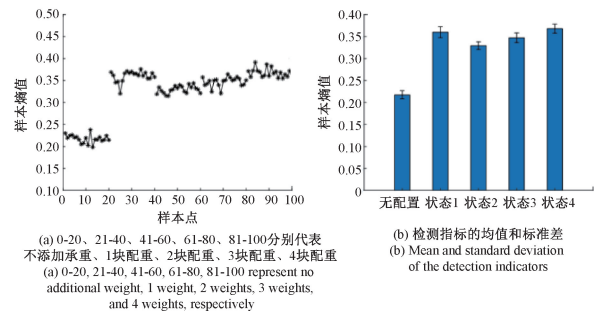 0.40
0.35
0.30
0.25
0.20
0.15
0.10
样本熵值
0 10 20 30 40 50 60 70 80 90 100
样本点
(a) 0-20、21-40、41-60、61-80、81-100分别代表
不添加承重、1块配重、2块配重、3块配重、4块配重
(a) 0-20, 21-40, 41-60, 61-80, 81-100 represent no
additional weight, 1 weight, 2 weights, 3 weights,
and 4 weights, respectively
0.40
0.35
0.30
0.25
0.20
0.15
0.10
0.05
0
样本熵值
无配置 状态1 状态2 状态3 状态4
(b) 检测指标的均值和标准差
(b) Mean and standard deviation
of the detection indicators